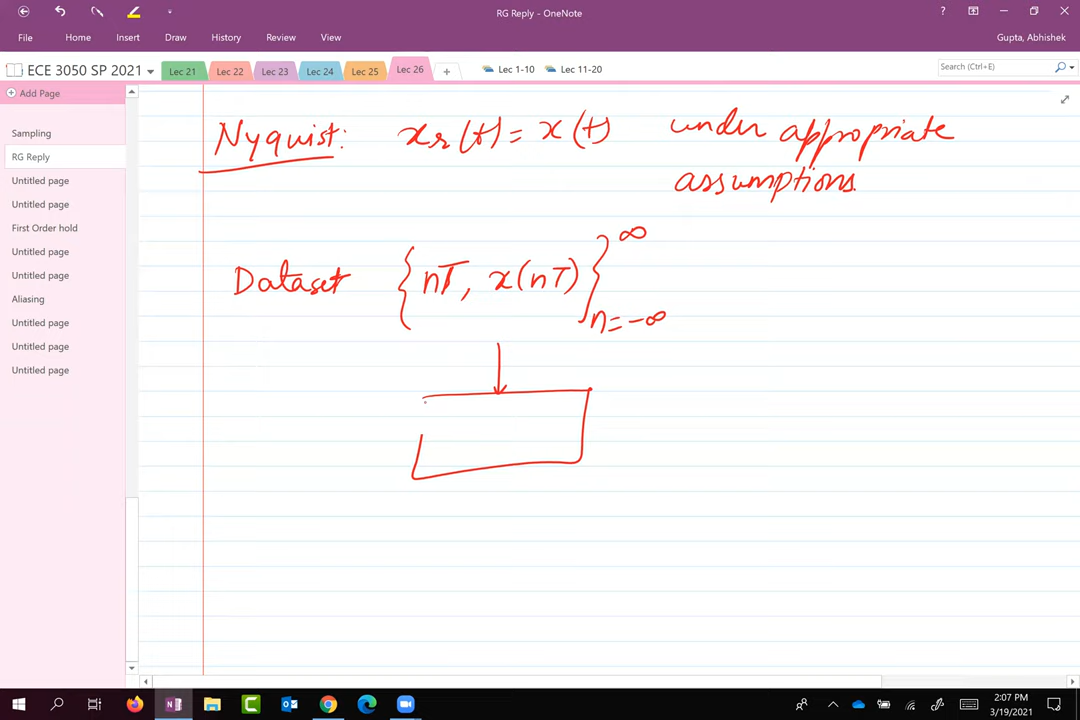 RG Reply - OneNote
File Home Insert Draw History Review View
Gupta, Abhishek
ECE 3050 SP 2021
Lec 21 Lec 22 Lec 23 Lec 24 Lec 25 Lec 26 + Lec 1-10 Lec 11-20
Search (Ctrl+E)
Add Page
Sampling
RG Reply
Untitled page
Untitled page
First Order hold
Untitled page
Untitled page
Aliasing
Untitled page
Untitled page
Untitled page
Nyquist: xr(t) = x(t) under appropriate
assumptions.
Dataset { nT, x(nT) } ∞ n=-∞
2:07 PM
3/19/2021